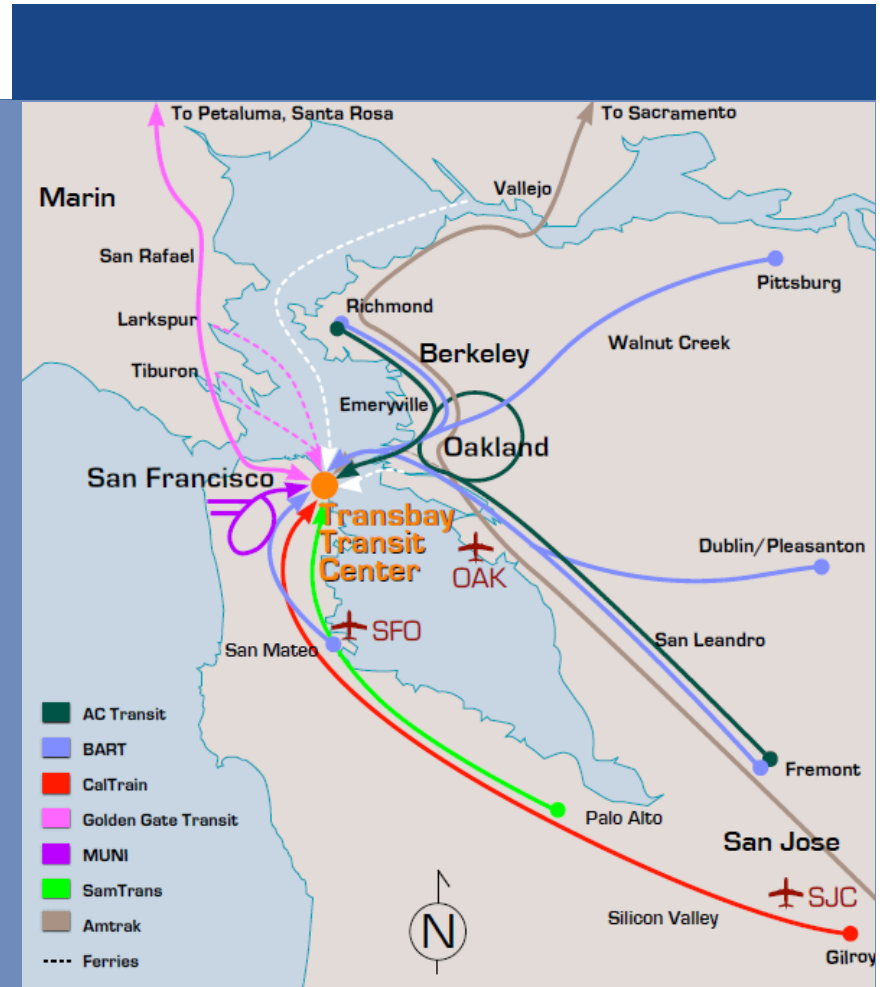 To Petaluma, Santa Rosa
To Sacramento
Marin
Vallejo
San Rafael
Pittsburg
Richmond
Larkspur
Walnut Creek
Berkeley
Tiburon
Emeryville
Oakland
San Francisco
Transbay
Transit
Center
Dublin/Pleasanton
OAK
SFO
San Leandro
San Mateo
AC Transit
BART
Fremont
CalTrain
Golden Gate Transit
Palo Alto
San Jose
MUNI
SamTrans
SJC
Silicon Valley
Amtrak
N
Gilroy
Ferries